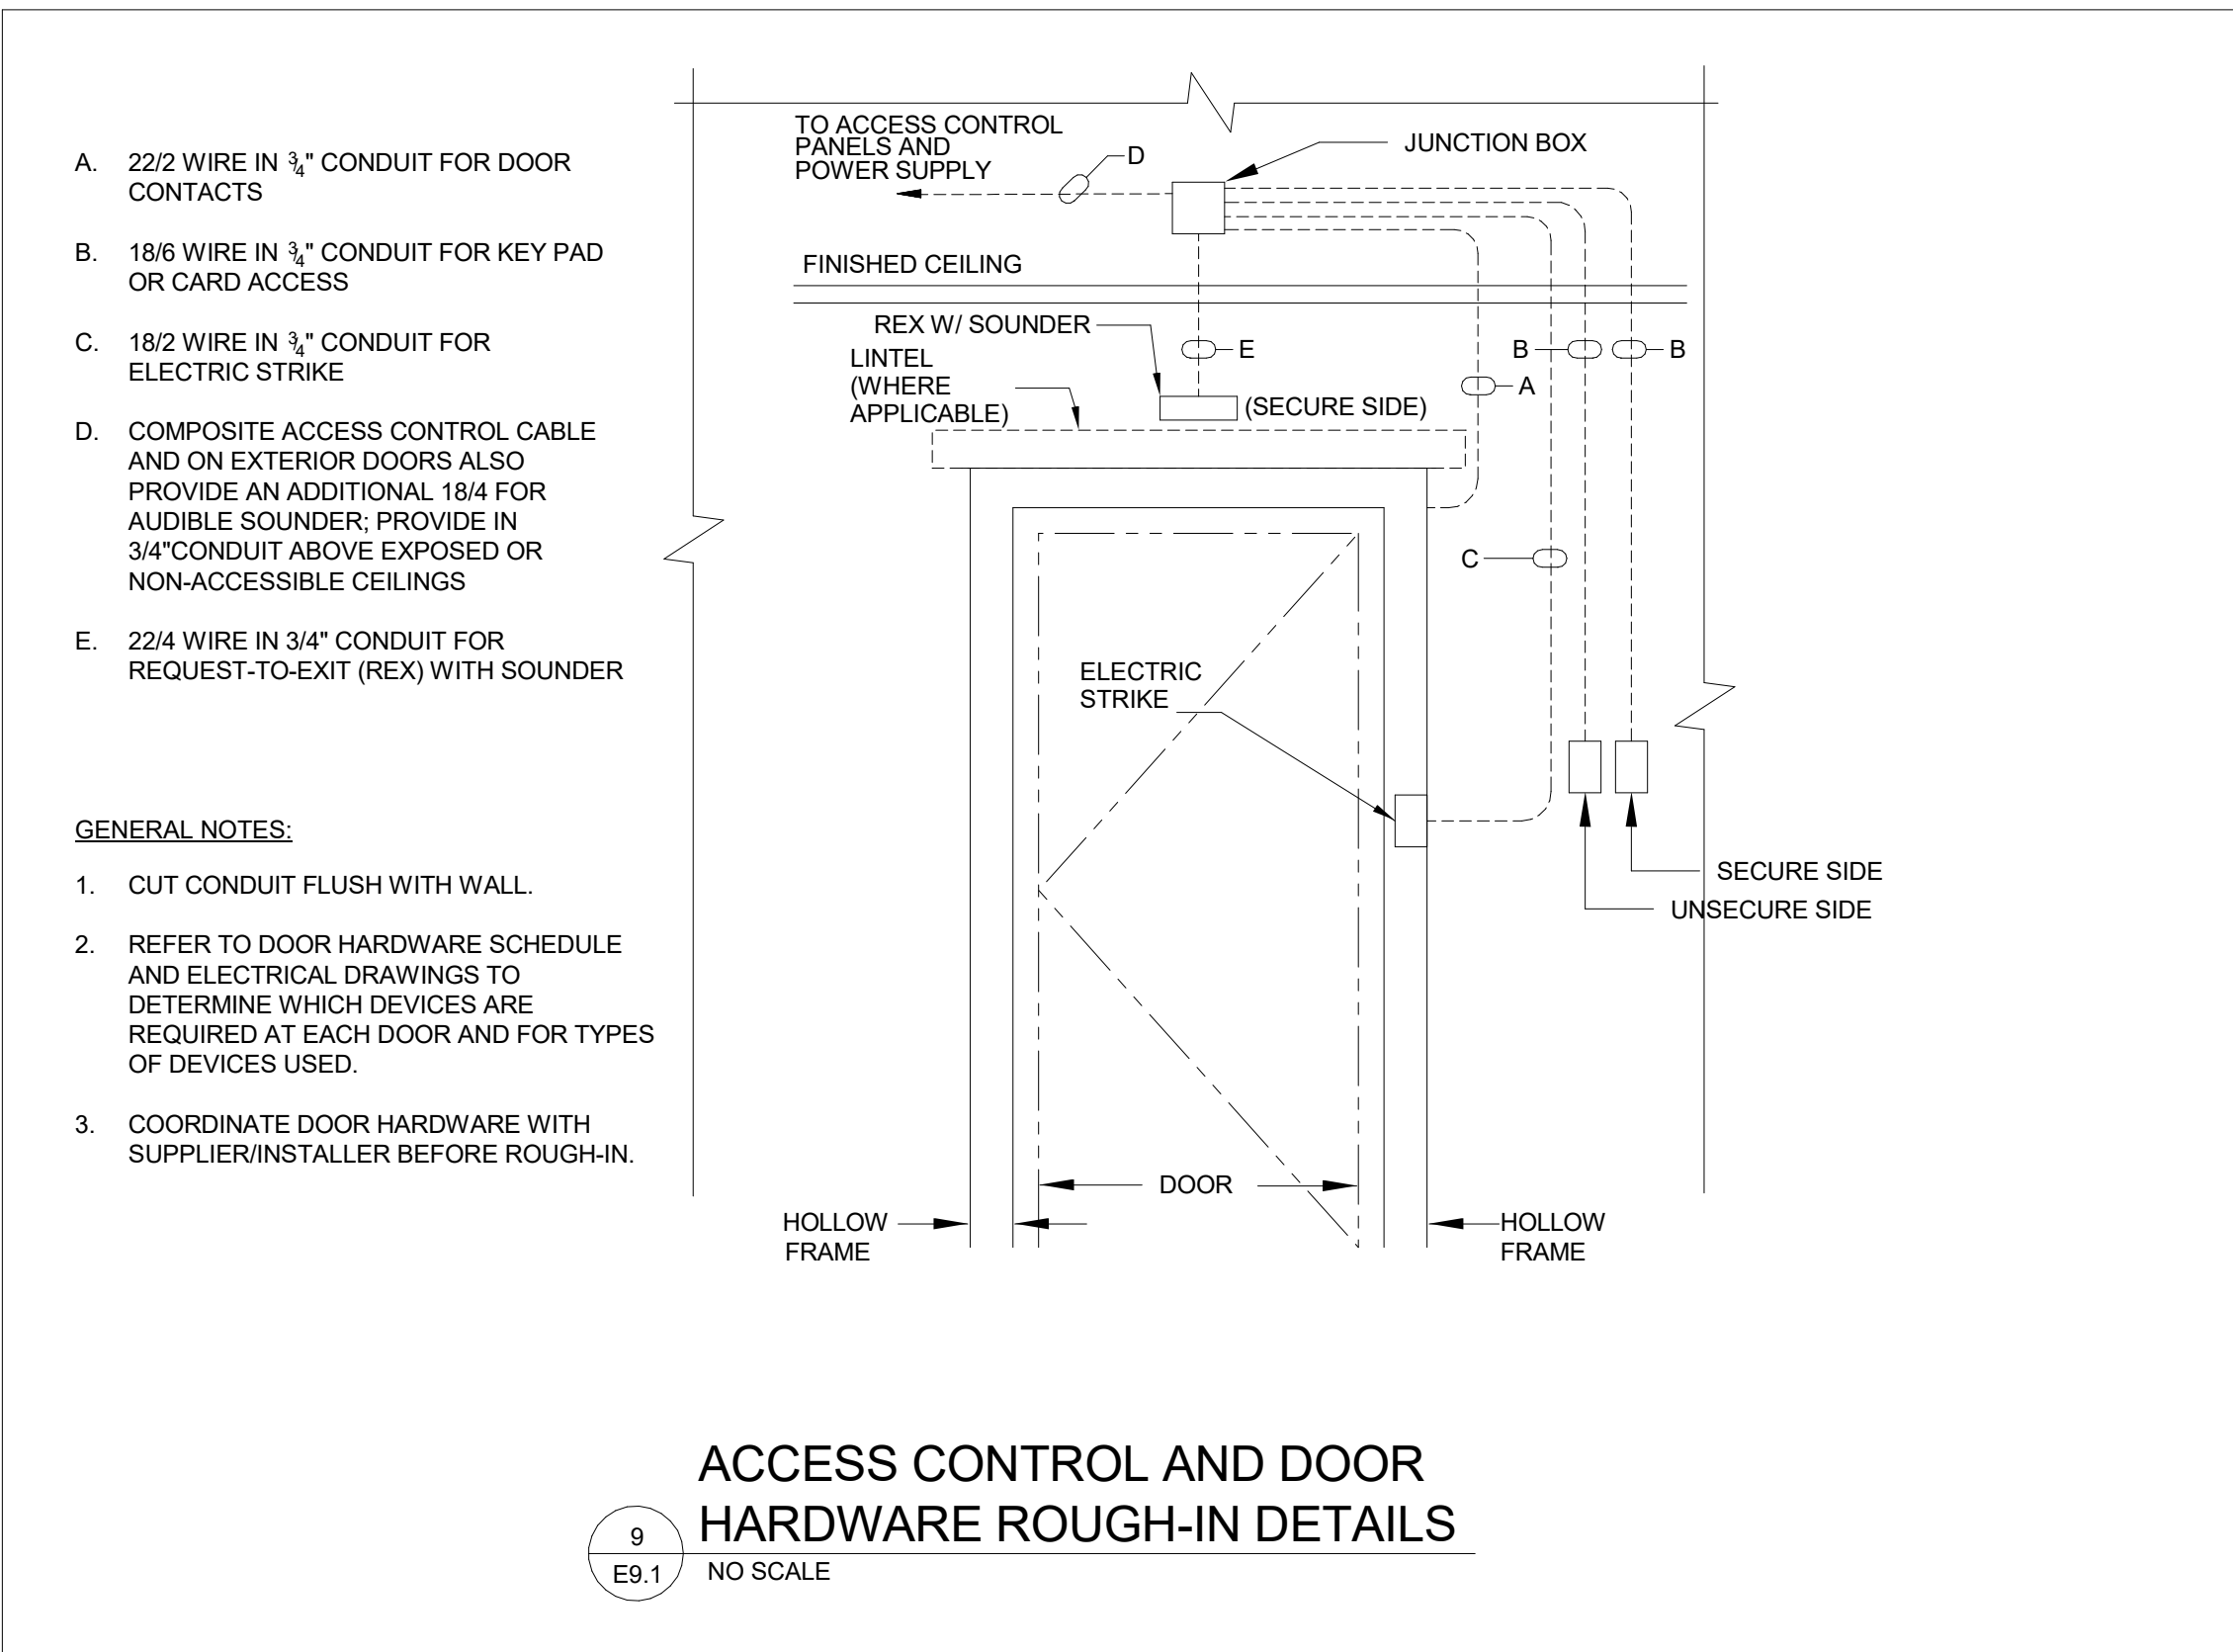 A. 22/2 WIRE IN 3/4" CONDUIT FOR DOOR
CONTACTS
B. 18/6 WIRE IN 3/4" CONDUIT FOR KEY PAD
OR CARD ACCESS
C. 18/2 WIRE IN 3/4" CONDUIT FOR
ELECTRIC STRIKE
D. COMPOSITE ACCESS CONTROL CABLE
AND ON EXTERIOR DOORS ALSO
PROVIDE AN ADDITIONAL 18/4 FOR
AUDIBLE SOUNDER; PROVIDE IN
3/4"CONDUIT ABOVE EXPOSED OR
NON-ACCESSIBLE CEILINGS
E. 22/4 WIRE IN 3/4" CONDUIT FOR
REQUEST-TO-EXIT (REX) WITH SOUNDER
GENERAL NOTES:
1. CUT CONDUIT FLUSH WITH WALL.
2. REFER TO DOOR HARDWARE SCHEDULE
AND ELECTRICAL DRAWINGS TO
DETERMINE WHICH DEVICES ARE
REQUIRED AT EACH DOOR AND FOR TYPES
OF DEVICES USED.
3. COORDINATE DOOR HARDWARE WITH
SUPPLIER/INSTALLER BEFORE ROUGH-IN.
TO ACCESS CONTROL
PANELS AND
POWER SUPPLY
D
JUNCTION BOX
FINISHED CEILING
REX W/ SOUNDER
E
B
B
LINTEL
(WHERE
APPLICABLE)
A
(SECURE SIDE)
C
ELECTRIC
STRIKE
SECURE SIDE
UNSECURE SIDE
DOOR
HOLLOW
FRAME
HOLLOW
FRAME
ACCESS CONTROL AND DOOR
HARDWARE ROUGH-IN DETAILS
9
E9.1
NO SCALE